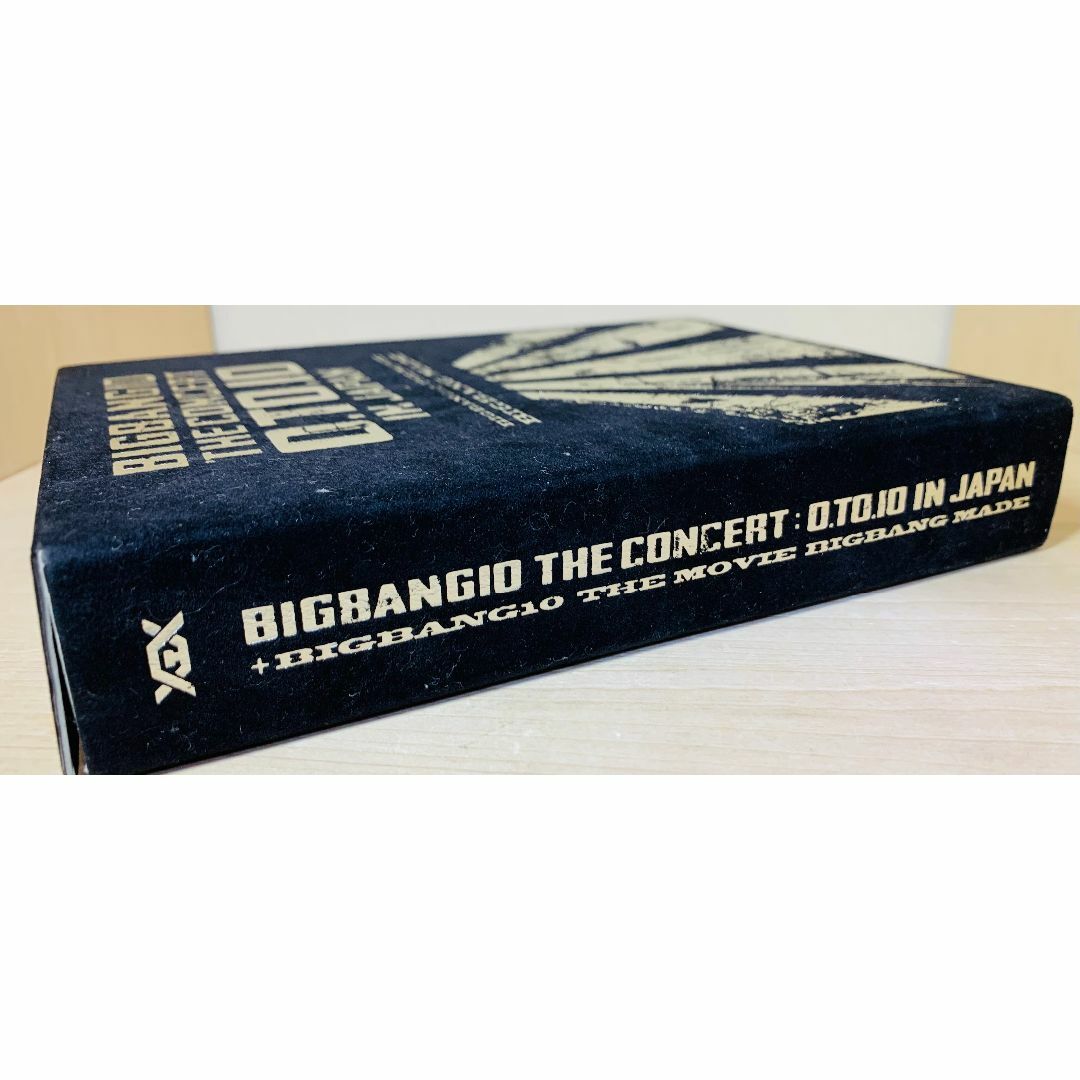 BIGBANG10
THE CONCERT
0.TO.10
IN JAPAN
BIGBANG10 THE CONCERT : 0.TO.10 IN JAPAN
+BIGBANG10 THE MOVIE BIGBANG MADE